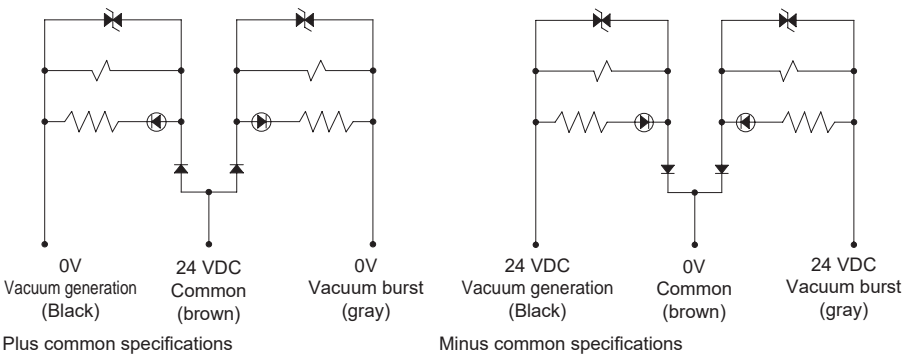 0V
Vacuum generation
(Black)
24 VDC
Common
(brown)
0V
Vacuum burst
(gray)
24 VDC
Vacuum generation
(Black)
0V
Common
(brown)
24 VDC
Vacuum burst
(gray)
Plus common specifications
Minus common specifications